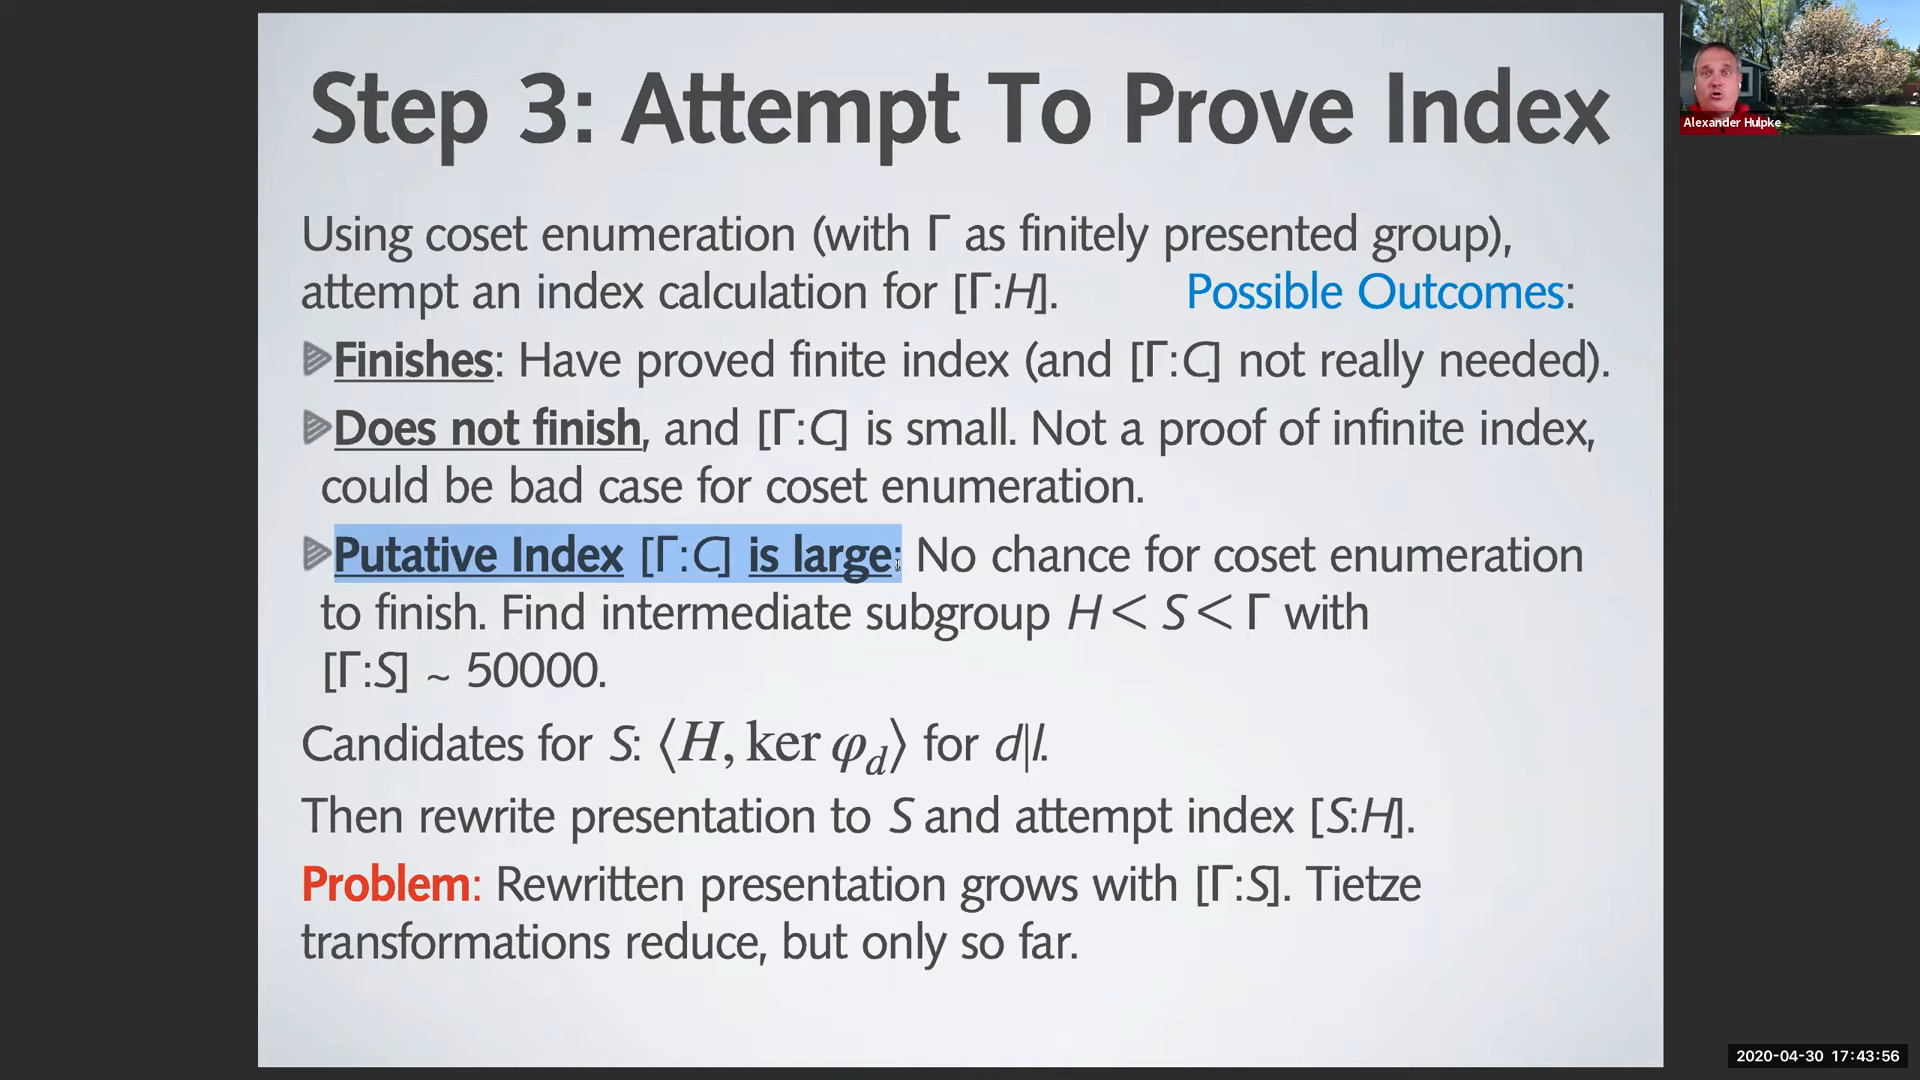 Step 3: Attempt To Prove Index
Using coset enumeration (with Γ as finitely presented group),
attempt an index calculation for [Γ:H]. Possible Outcomes:
Finishes: Have proved finite index (and [Γ:C] not really needed).
Does not finish, and [Γ:C] is small. Not a proof of infinite index,
could be bad case for coset enumeration.
Putative Index [Γ:C] is large: No chance for coset enumeration
to finish. Find intermediate subgroup H < S < Γ with
[Γ:S] ~ 50000.
Candidates for S: ⟨H, ker φ_d⟩ for d|l.
Then rewrite presentation to S and attempt index [S:H].
Problem: Rewritten presentation grows with [Γ:S]. Tietze
transformations reduce, but only so far.
Alexander Hulpke
2020-04-30 17:43:56